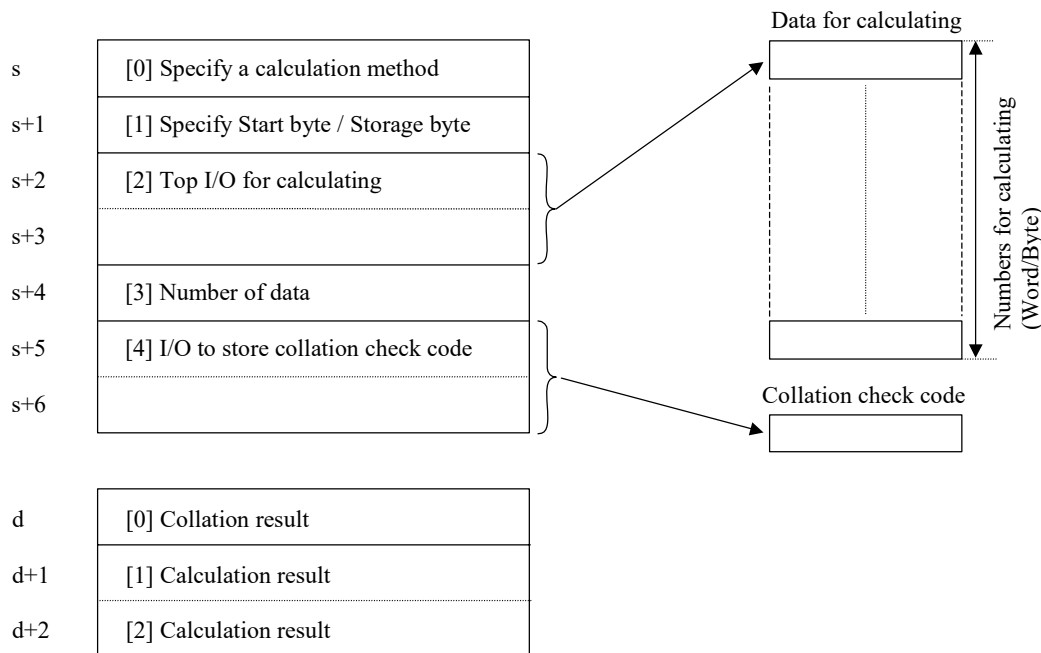 Data for calculating
s [0] Specify a calculation method
s+1 [1] Specify Start byte / Storage byte
s+2 [2] Top I/O for calculating
s+3
s+4 [3] Number of data
s+5 [4] I/O to store collation check code
s+6
Numbers for calculating
(Word/Byte)
Collation check code
d [0] Collation result
d+1 [1] Calculation result
d+2 [2] Calculation result